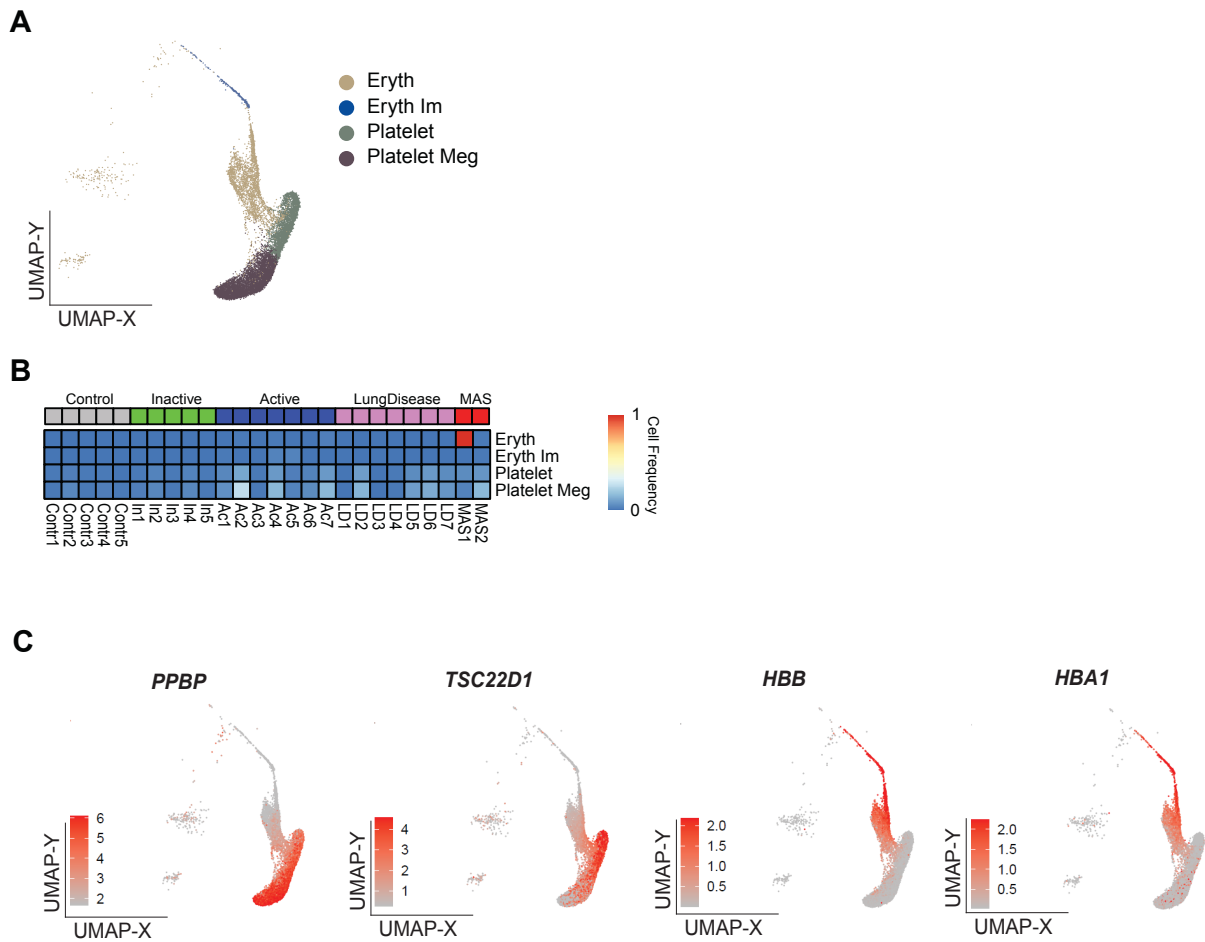 A
Eryth
Eryth Im
Platelet
Platelet Meg
UMAP-Y
UMAP-X
B
Control Inactive Active LungDisease MAS
Eryth
Eryth Im
Platelet
Platelet Meg
Contr1 Contr2 Contr3 Contr4 Contr5 In1 In2 In3 In4 In5 Ac1 Ac2 Ac3 Ac4 Ac5 Ac6 Ac7 LD1 LD2 LD3 LD4 LD5 LD6 LD7 MAS1 MAS2
1
0
Cell Frequency
C
PPBP
6
5
4
3
2
UMAP-Y
UMAP-X
TSC22D1
4
3
2
1
UMAP-Y
UMAP-X
HBB
2.0
1.5
1.0
0.5
UMAP-Y
UMAP-X
HBA1
2.0
1.5
1.0
0.5
UMAP-Y
UMAP-X